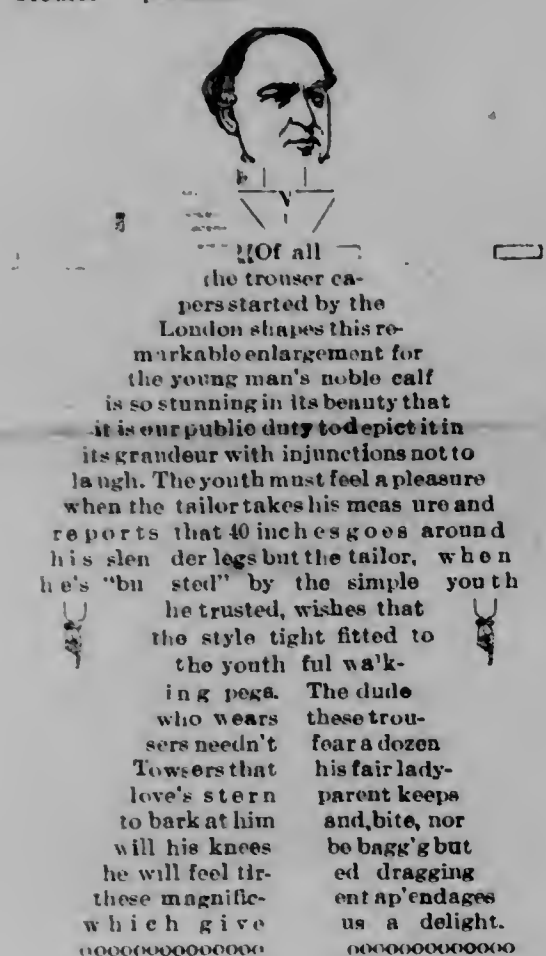 Of all
the trouser ca-
pers started by the
London shapes this re-
markable enlargement for
the young man's noble calf
is so stunning in its beauty that
it is our public duty to depict it in
its grandeur with injunctions not to
laugh. The youth must feel a pleasure
when the tailor takes his meas ure and
reports that 40 inches goes around
his slen der legs but the tailor, when
he's "bu sted" by the simple youth
he trusted, wishes that
the style tight fitted to
the youth ful wa'k-
ing pegs. The dude
who wears these trou-
sers needn't fear a dozen
Towsers that his fair lady-
love's stern parent keeps
to bark at him and,bite, nor
will his knees be bagg'g but
he will feel tir- ed dragging
these magnific- ent ap'endages
which give us a delight.